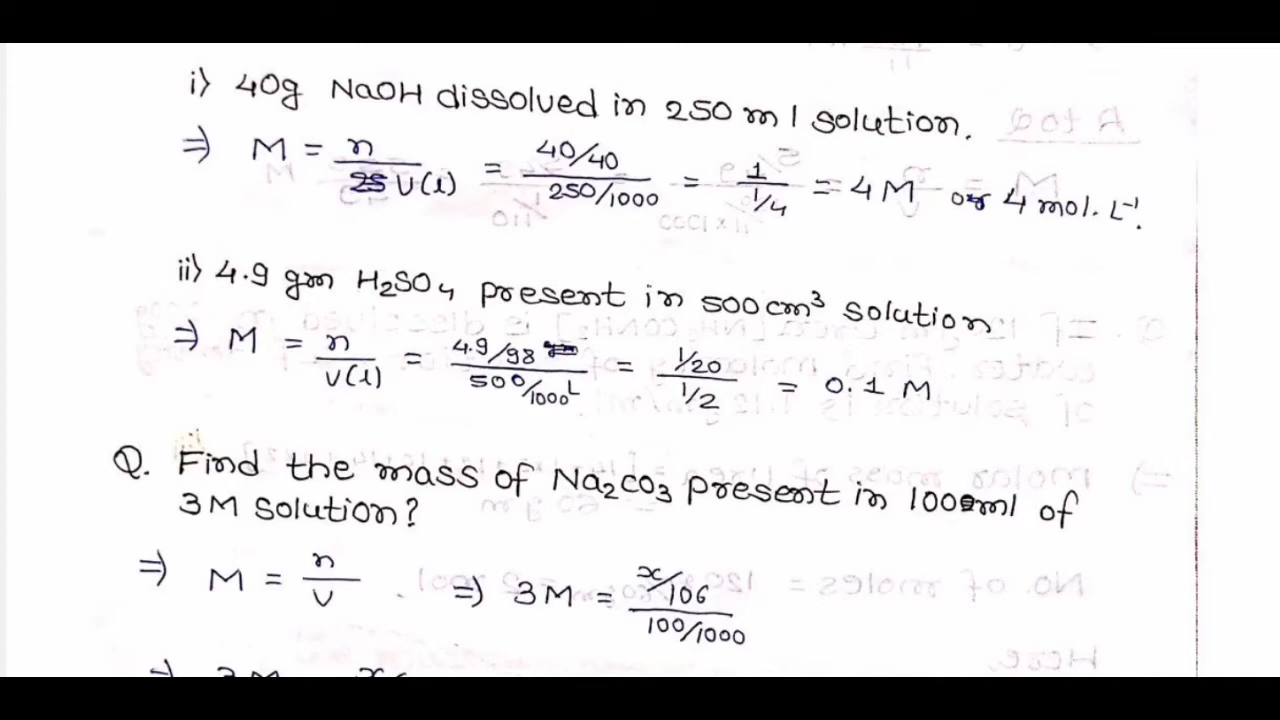 i) 40g NaOH dissolved in 250 ml solution.
⇒ M = n / V(l) = (40/40) / (250/1000) = 1 / (1/4) = 4 M or 4 mol. L⁻¹.
ii) 4.9 gm H₂SO₄ present in 500 cm³ solution
⇒ M = n / V(l) = (4.9/98) / (500/1000 L) = (1/20) / (1/2) = 0.1 M
Q. Find the mass of Na₂CO₃ present in 100 ml of
3M solution?
⇒ M = n / V ⇒ 3M = (x/106) / (100/1000)